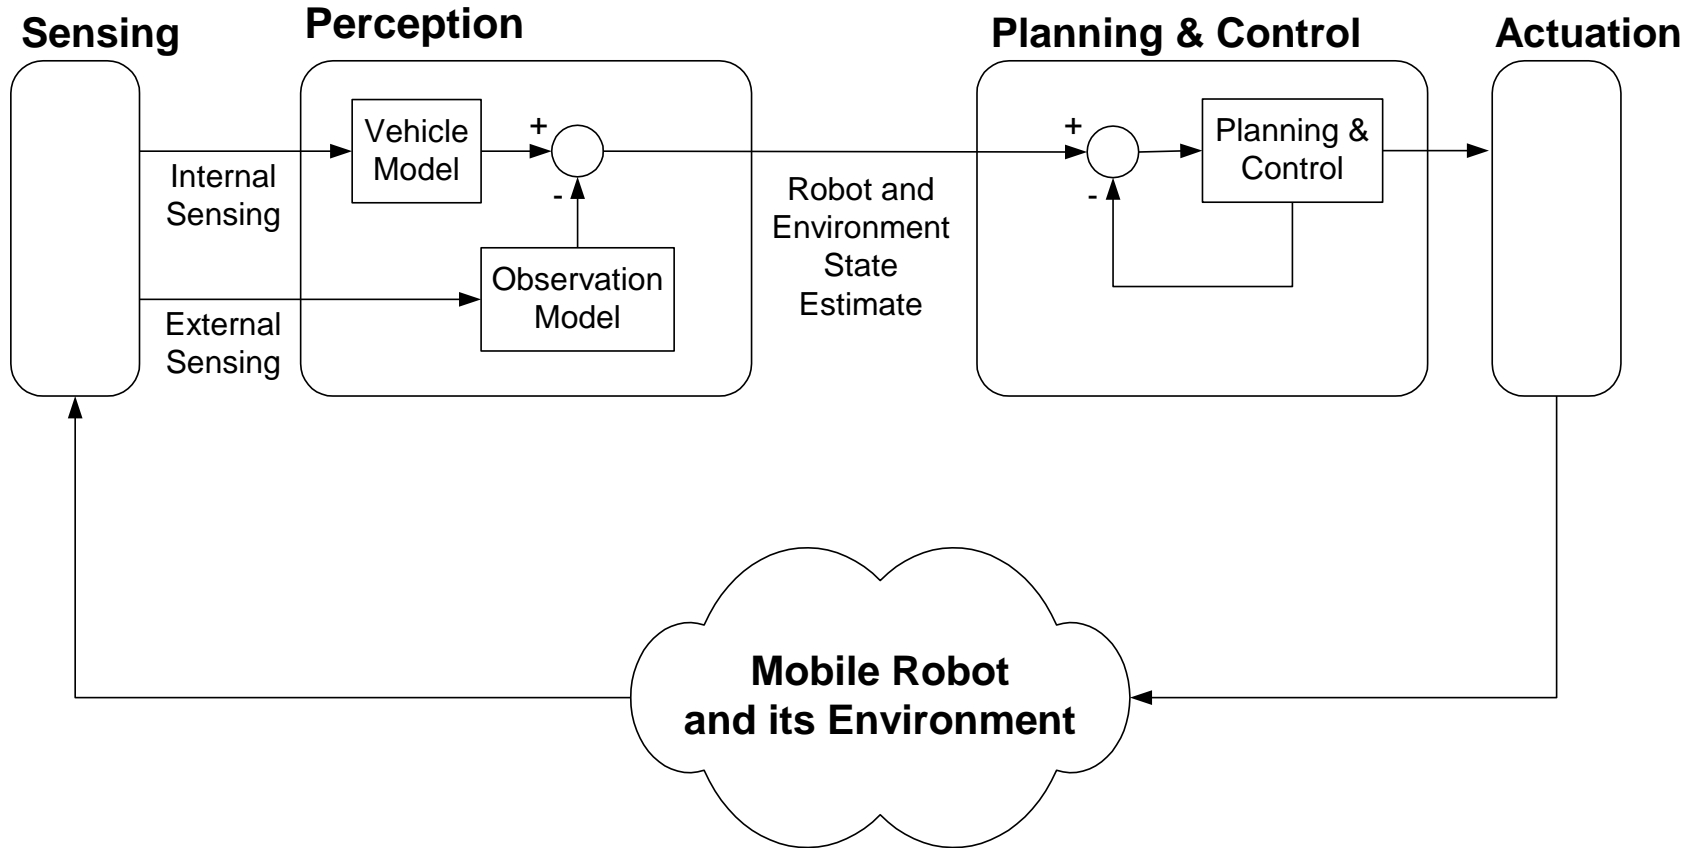 Sensing
Perception
Planning & Control
Actuation
Vehicle
Model
+
-
Internal
Sensing
Observation
Model
External
Sensing
Robot and
Environment
State
Estimate
+
-
Planning &
Control
Mobile Robot
and its Environment